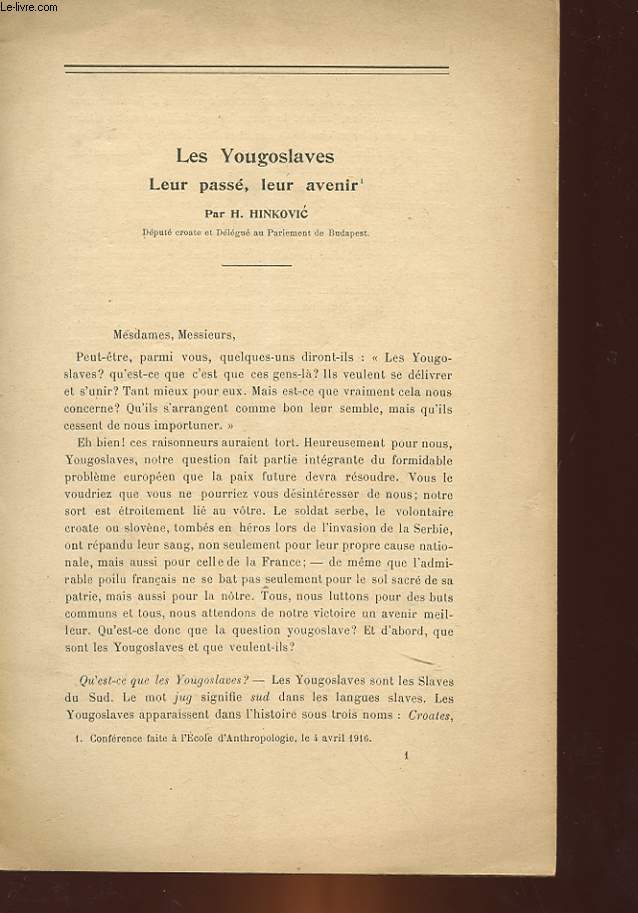 Le-livre.com
Les Yougoslaves
Leur passé, leur avenir¹
Par H. HINKOVIĆ
Député croate et Délégué au Parlement de Budapest.
Mesdames, Messieurs,
Peut-être, parmi vous, quelques-uns diront-ils : « Les Yougo-
slaves? qu'est-ce que c'est que ces gens-là? Ils veulent se délivrer
et s'unir? Tant mieux pour eux. Mais est-ce que vraiment cela nous
concerne? Qu'ils s'arrangent comme bon leur semble, mais qu'ils
cessent de nous importuner. »
Eh bien! ces raisonneurs auraient tort. Heureusement pour nous,
Yougoslaves, notre question fait partie intégrante du formidable
problème européen que la paix future devra résoudre. Vous le
voudriez que vous ne pourriez vous désintéresser de nous; notre
sort est étroitement lié au vôtre. Le soldat serbe, le volontaire
croate ou slovène, tombés en héros lors de l'invasion de la Serbie,
ont répandu leur sang, non seulement pour leur propre cause natio-
nale, mais aussi pour celle de la France; — de même que l'admi-
rable poilu français ne se bat pas seulement pour le sol sacré de sa
patrie, mais aussi pour la nôtre. Tous, nous luttons pour des buts
communs et tous, nous attendons de notre victoire un avenir meil-
leur. Qu'est-ce donc que la question yougoslave? Et d'abord, que
sont les Yougoslaves et que veulent-ils?
Qu'est-ce que les Yougoslaves? — Les Yougoslaves sont les Slaves
du Sud. Le mot jug signifie sud dans les langues slaves. Les
Yougoslaves apparaissent dans l'histoire sous trois noms : Croates,
1. Conférence faite à l'École d'Anthropologie, le 4 avril 1916.
1